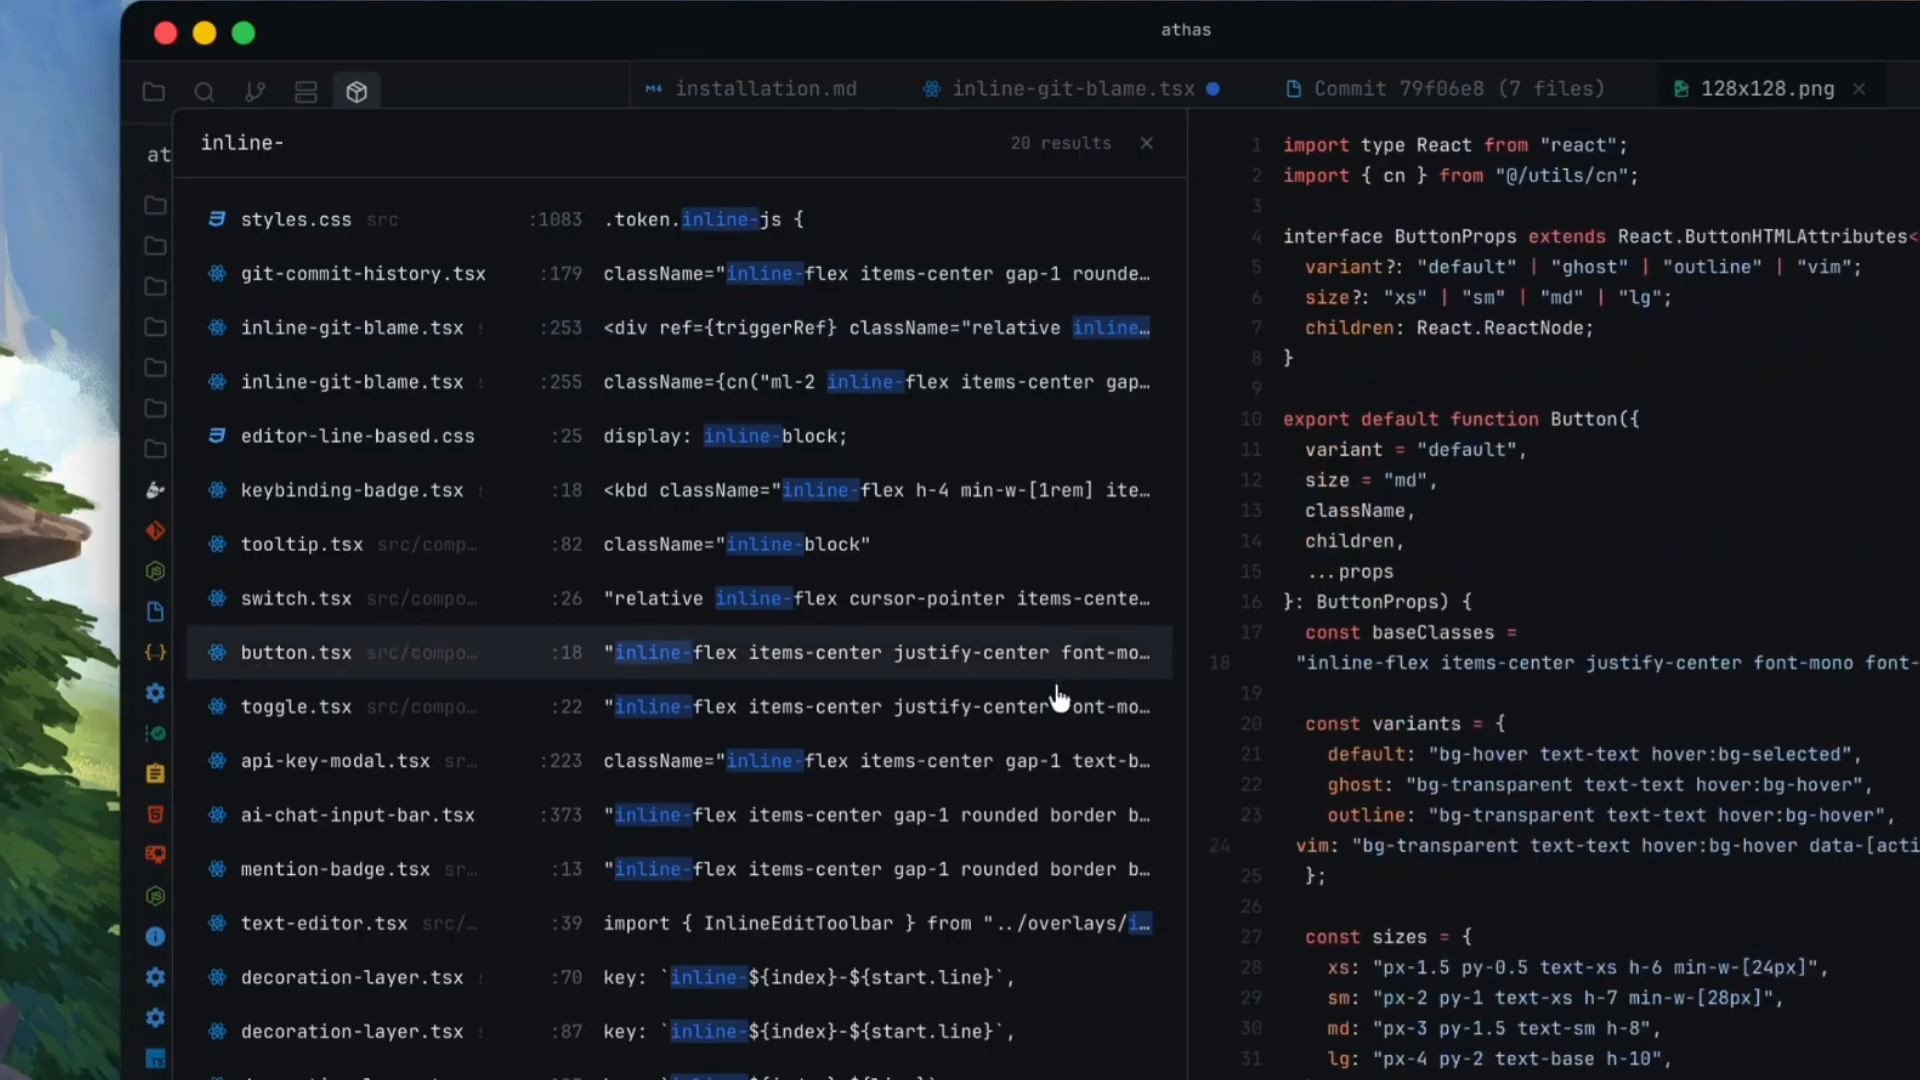 athas
installation.md
inline-git-blame.tsx
Commit 79f06e8 (7 files)
128x128.png
at
inline-
20 results
styles.css src :1083 .token.inline-js {
git-commit-history.tsx :179 className="inline-flex items-center gap-1 rounde…
inline-git-blame.tsx :253 <div ref={triggerRef} className="relative inline…
inline-git-blame.tsx :255 className={cn("ml-2 inline-flex items-center gap…
editor-line-based.css :25 display: inline-block;
keybinding-badge.tsx :18 <kbd className="inline-flex h-4 min-w-[1rem] ite…
tooltip.tsx src/comp… :82 className="inline-block"
switch.tsx src/compo… :26 "relative inline-flex cursor-pointer items-cente…
button.tsx src/compo… :18 "inline-flex items-center justify-center font-mo…
toggle.tsx src/compo… :22 "inline-flex items-center justify-center font-mo…
api-key-modal.tsx sr… :223 className="inline-flex items-center gap-1 text-b…
ai-chat-input-bar.tsx :373 "inline-flex items-center gap-1 rounded border b…
mention-badge.tsx sr… :13 "inline-flex items-center gap-1 rounded border b…
text-editor.tsx src/… :39 import { InlineEditToolbar } from "../overlays/i…
decoration-layer.tsx :70 key: `inline-${index}-${start.line}`,
decoration-layer.tsx :87 key: `inline-${index}-${start.line}`,
1 import type React from "react";
2 import { cn } from "@/utils/cn";
3
4 interface ButtonProps extends React.ButtonHTMLAttributes<
5 variant?: "default" | "ghost" | "outline" | "vim";
6 size?: "xs" | "sm" | "md" | "lg";
7 children: React.ReactNode;
8 }
9
10 export default function Button({
11 variant = "default",
12 size = "md",
13 className,
14 children,
15 ...props
16 }: ButtonProps) {
17 const baseClasses =
18 "inline-flex items-center justify-center font-mono font-
19
20 const variants = {
21 default: "bg-hover text-text hover:bg-selected",
22 ghost: "bg-transparent text-text hover:bg-hover",
23 outline: "bg-transparent text-text hover:bg-hover",
24 vim: "bg-transparent text-text hover:bg-hover data-[acti
25 };
26
27 const sizes = {
28 xs: "px-1.5 py-0.5 text-xs h-6 min-w-[24px]",
29 sm: "px-2 py-1 text-xs h-7 min-w-[28px]",
30 md: "px-3 py-1.5 text-sm h-8",
31 lg: "px-4 py-2 text-base h-10",